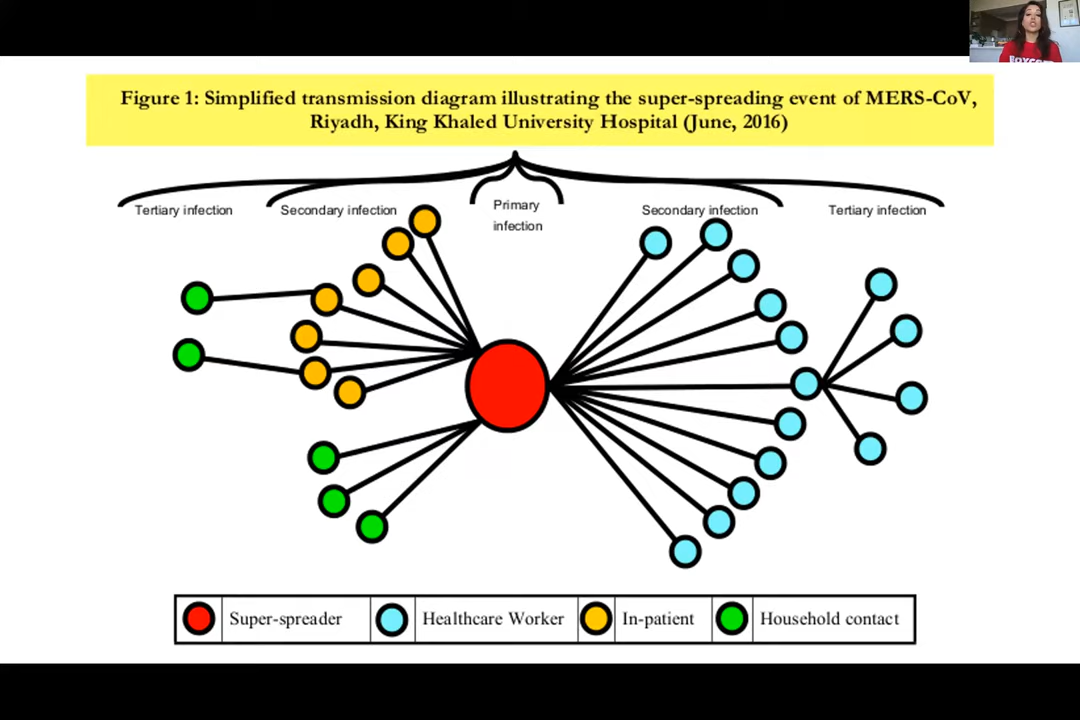 Figure 1: Simplified transmission diagram illustrating the super-spreading event of MERS-CoV,
Riyadh, King Khaled University Hospital (June, 2016)
Tertiary infection
Secondary infection
Primary
infection
Secondary infection
Tertiary infection
Super-spreader
Healthcare Worker
In-patient
Household contact